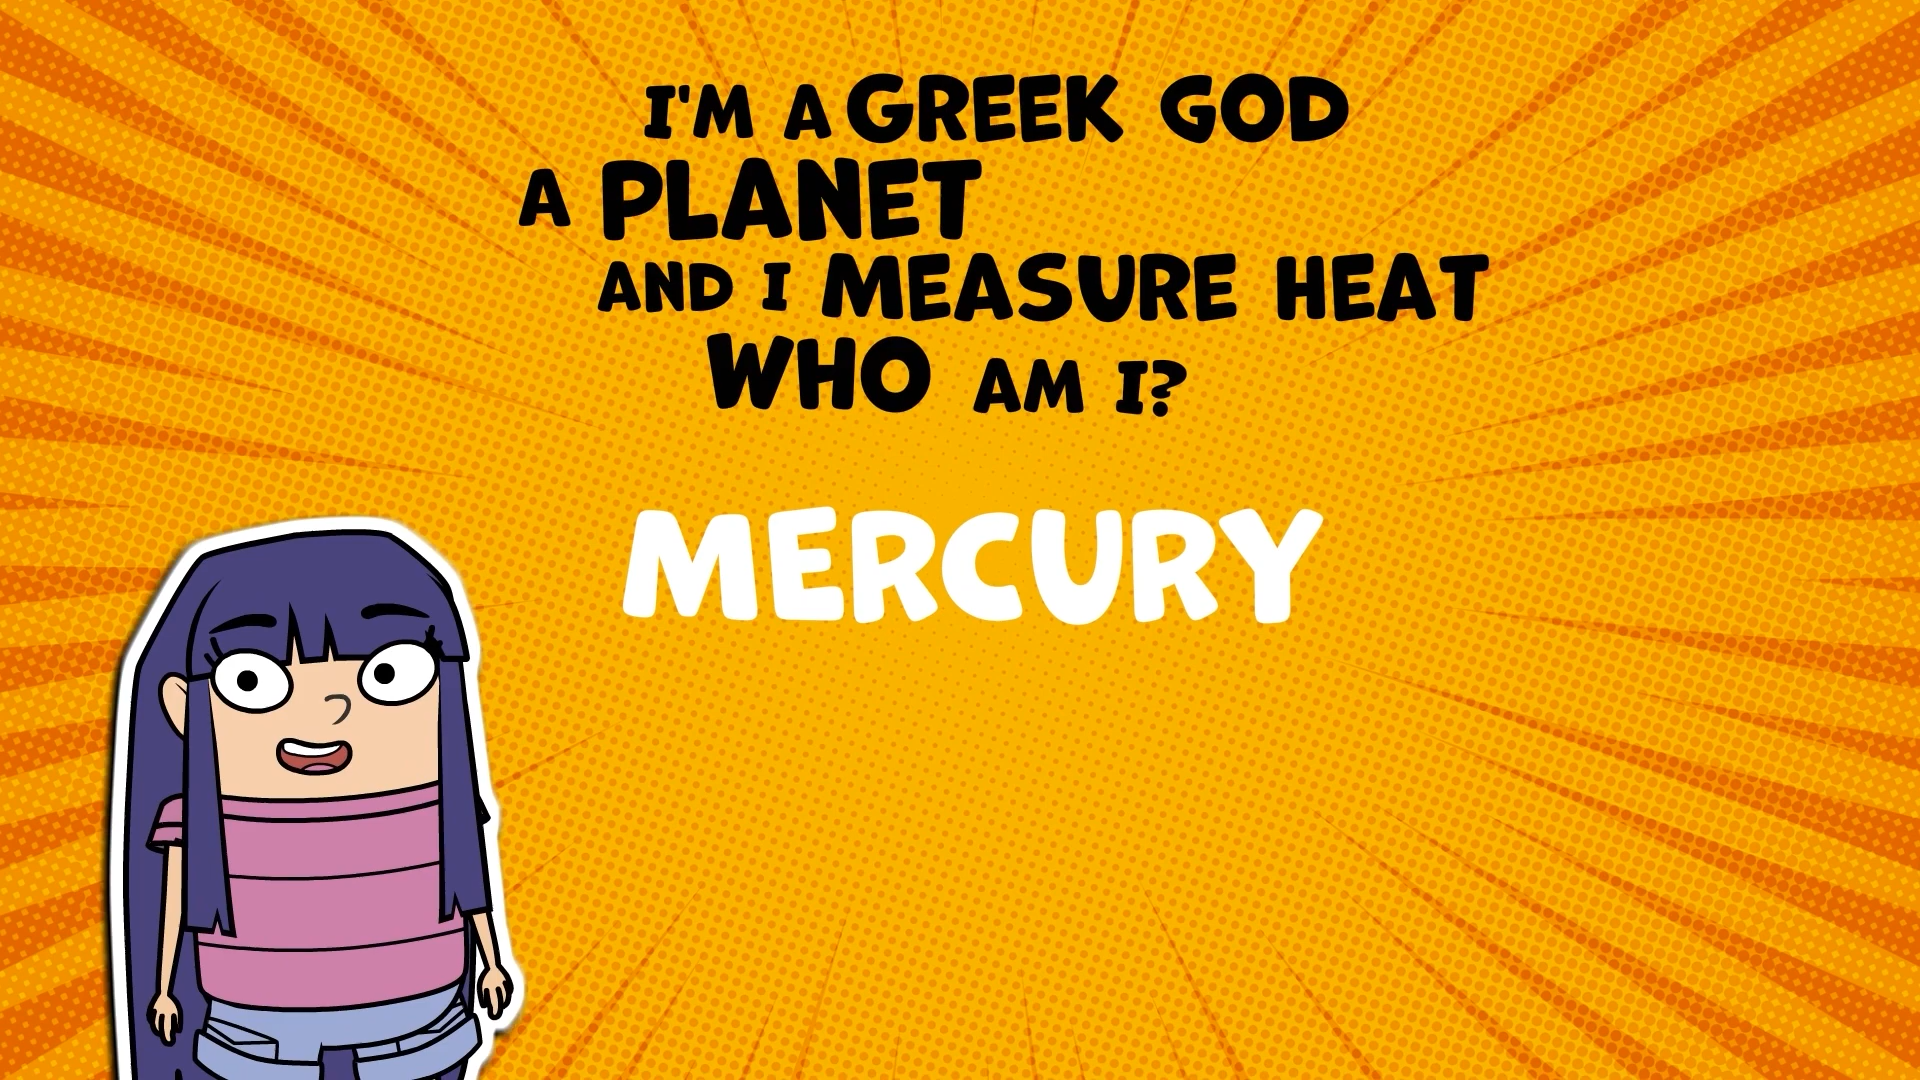 I'M A GREEK GOD
A PLANET
AND I MEASURE HEAT
WHO AM I?
MERCURY